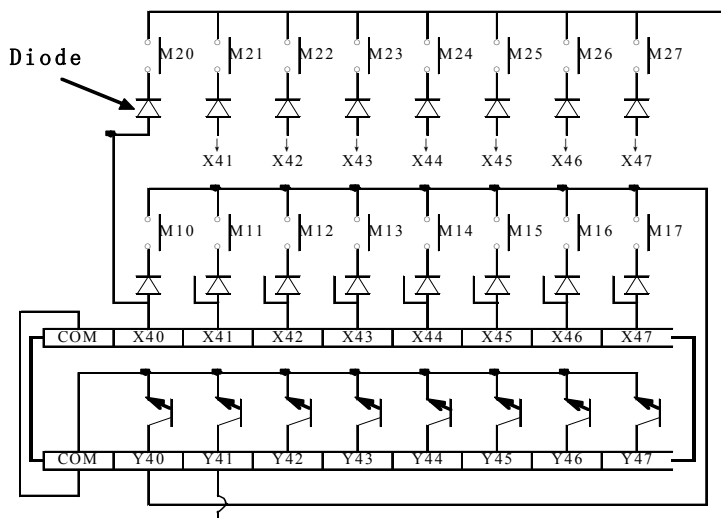 M20 M21 M22 M23 M24 M25 M26 M27
Diode
X41 X42 X43 X44 X45 X46 X47
M10 M11 M12 M13 M14 M15 M16 M17
COM X40 X41 X42 X43 X44 X45 X46 X47
COM Y40 Y41 Y42 Y43 Y44 Y45 Y46 Y47